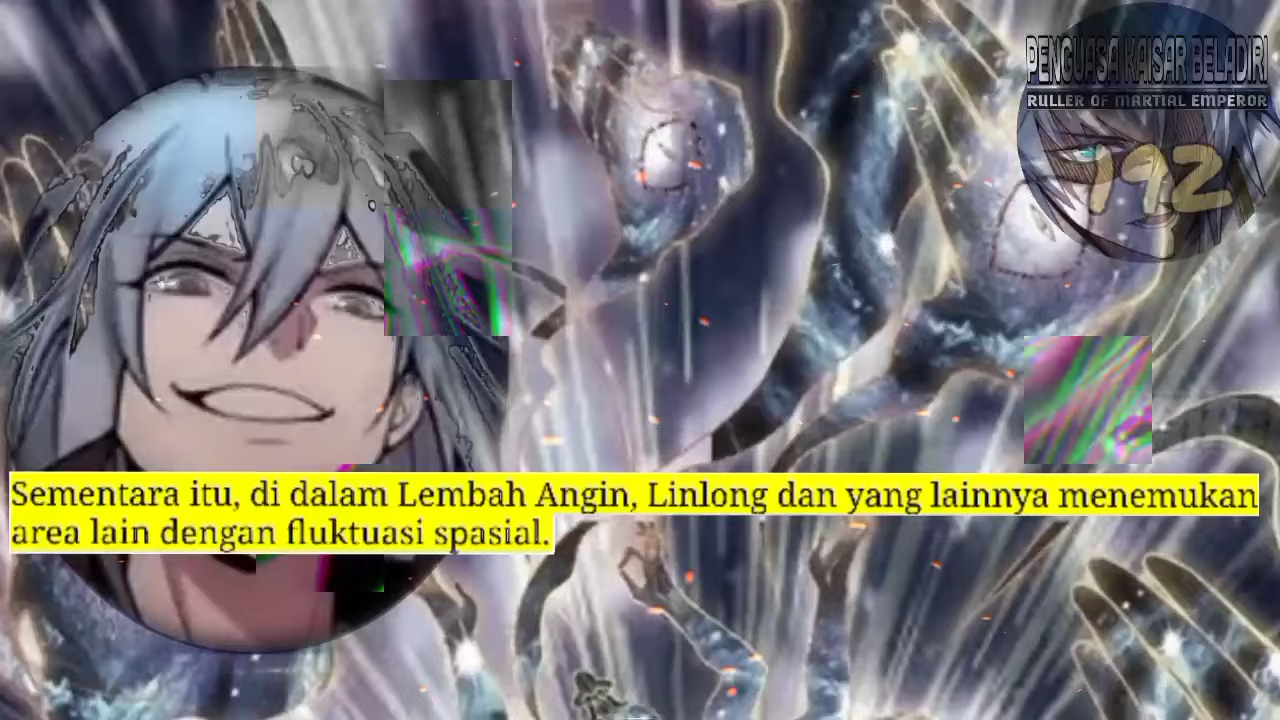 PENGUASA KAISAR BELADIRI
RULLER OF MARTIAL EMPEROR
192
Sementara itu, di dalam Lembah Angin, Linlong dan yang lainnya menemukan
area lain dengan fluktuasi spasial.